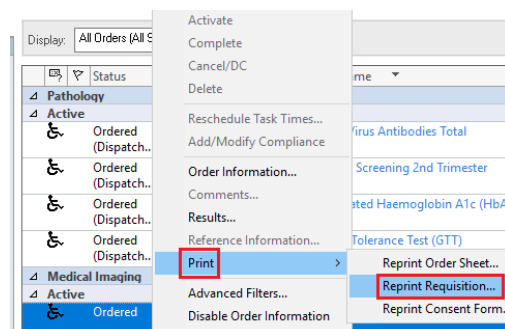 Activate
Display: All Orders (All S
Complete
Cancel/DC
Status
me
Delete
Pathology
Active
Reschedule Task Times...
Ordered
(Dispatch..
Virus Antibodies Total
Add/Modify Compliance
Ordered
(Dispatch..
Order Information...
Screening 2nd Trimester
Comments...
Ordered
(Dispatch..
Results...
ated Haemoglobin A1c (HbA
Ordered
(Dispatch..
Reference Information...
Tolerance Test (GTT)
Print
Reprint Order Sheet...
Medical Imaging
Reprint Requisition...
Active
Advanced Filters...
Ordered
Disable Order Information
Reprint Consent Form.